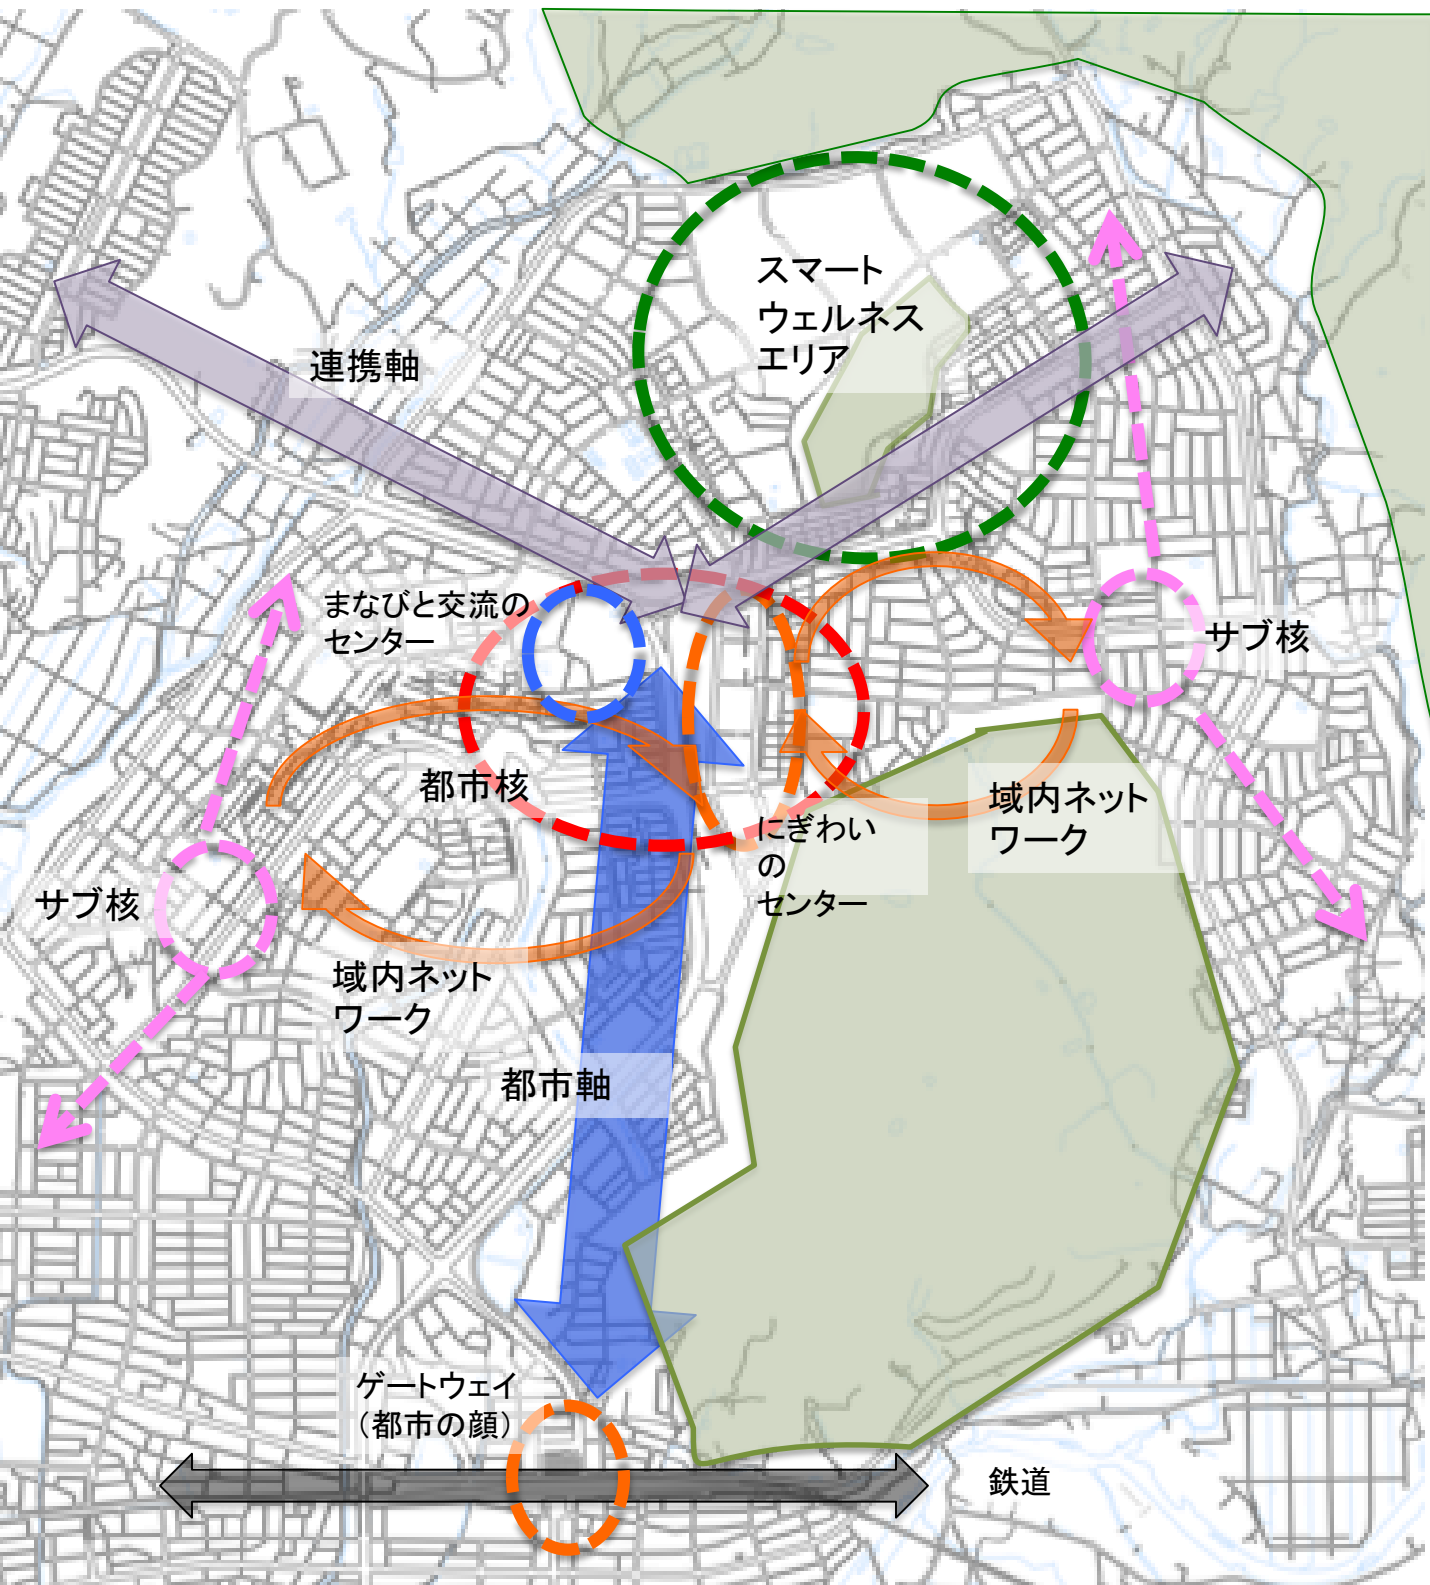 スマート
ウェルネス
エリア
連携軸
まなびと交流の
センター
サブ核
都市核
域内ネット
ワーク
にぎわい
の
センター
サブ核
域内ネット
ワーク
都市軸
ゲートウェイ
（都市の顔）
鉄道